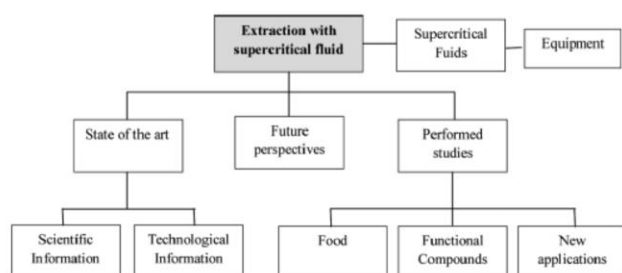 Extraction with
supercritical fluid
Supercritical
Fuids
Equipment
State of the art
Future
perspectives
Performed
studies
Scientífic
Information
Technological
Information
Food
Functional
Compounds
New
applications